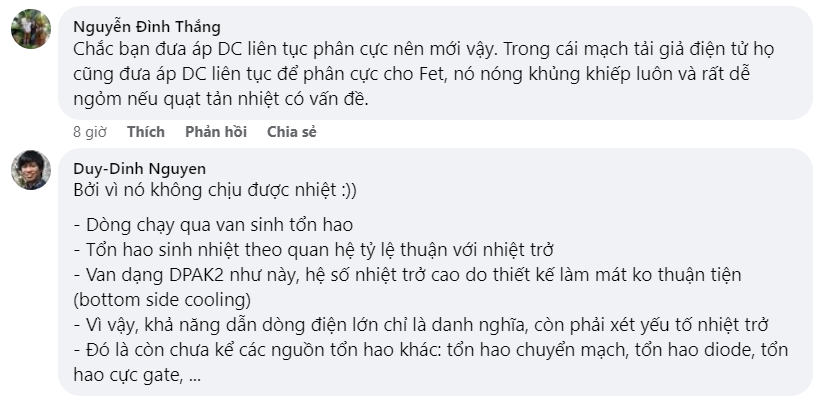 Nguyễn Đình Thắng
Chắc bạn đưa áp DC liên tục phân cực nên mới vậy. Trong cái mạch tải giả điện tử họ
cũng đưa áp DC liên tục để phân cực cho Fet, nó nóng khủng khiếp luôn và rất dễ
ngỏm nếu quạt tản nhiệt có vấn đề.
8 giờ Thích Phản hồi Chia sẻ
Duy-Dinh Nguyen
Bởi vì nó không chịu được nhiệt :))
- Dòng chạy qua van sinh tổn hao
- Tổn hao sinh nhiệt theo quan hệ tỷ lệ thuận với nhiệt trở
- Van dạng DPAK2 như này, hệ số nhiệt trở cao do thiết kế làm mát ko thuận tiện
(bottom side cooling)
- Vì vậy, khả năng dẫn dòng điện lớn chỉ là danh nghĩa, còn phải xét yếu tố nhiệt trở
- Đó là còn chưa kể các nguồn tổn hao khác: tổn hao chuyển mạch, tổn hao diode, tổn
hao cực gate, ...